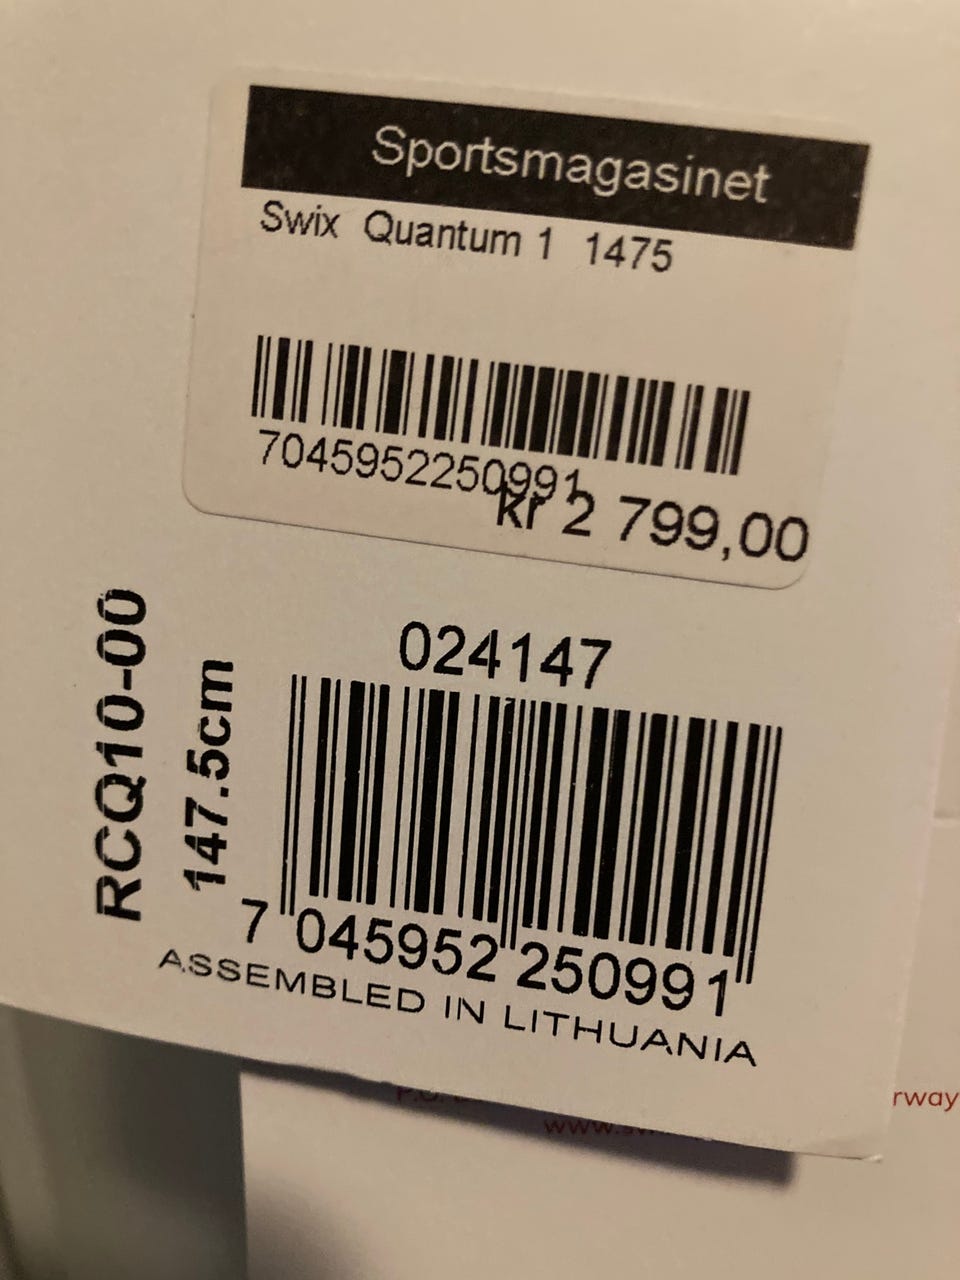 Sportsmagasinet
Swix Quantum 1 1475
7045952250991
kr 2 799,00
024147
RCQ10-00
147.5cm
7 045952 250991
ASSEMBLED IN LITHUANIA